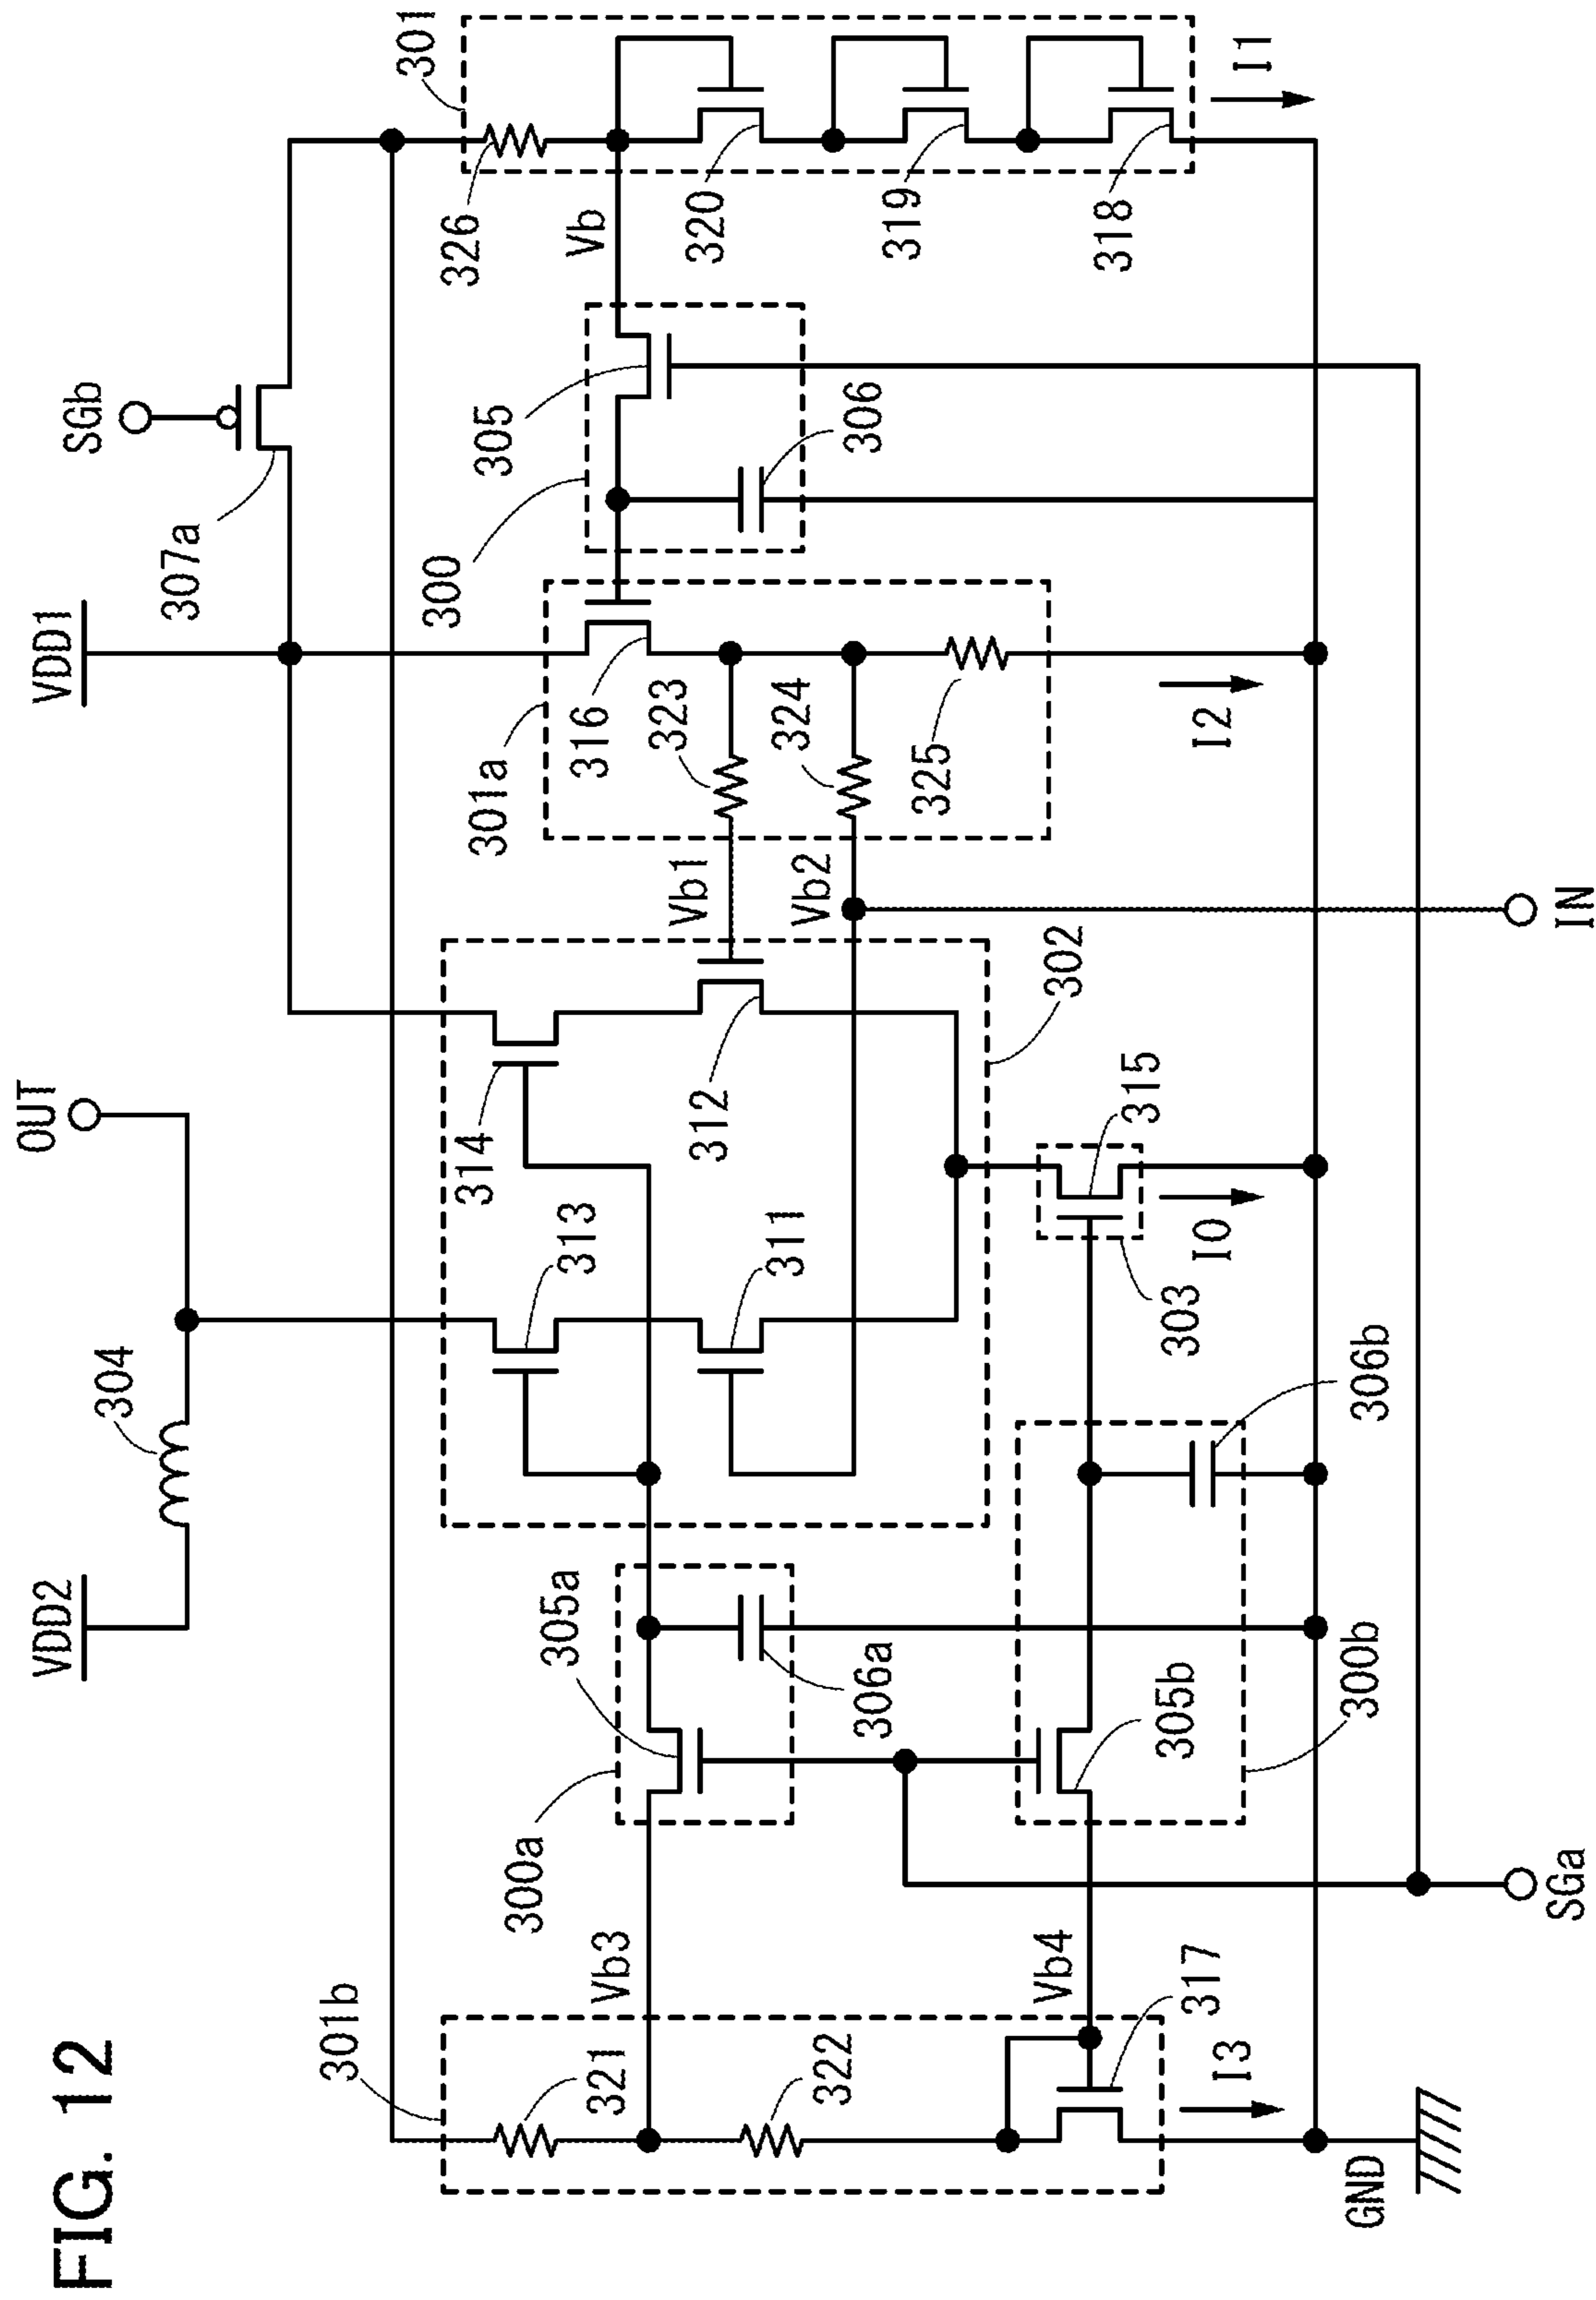 FIG. 12
VDD2
304
OUT
VDD1
307a
SGb
301b
321
322
Vb3
Vb4
317
I3
GND
300a
305a
306a
305b
300b
306b
SGa
313
314
311
312
302
303
315
I0
Vb1
Vb2
IN
301a
316
323
324
325
I2
300
305
306
Vb
301
326
320
319
318
I1